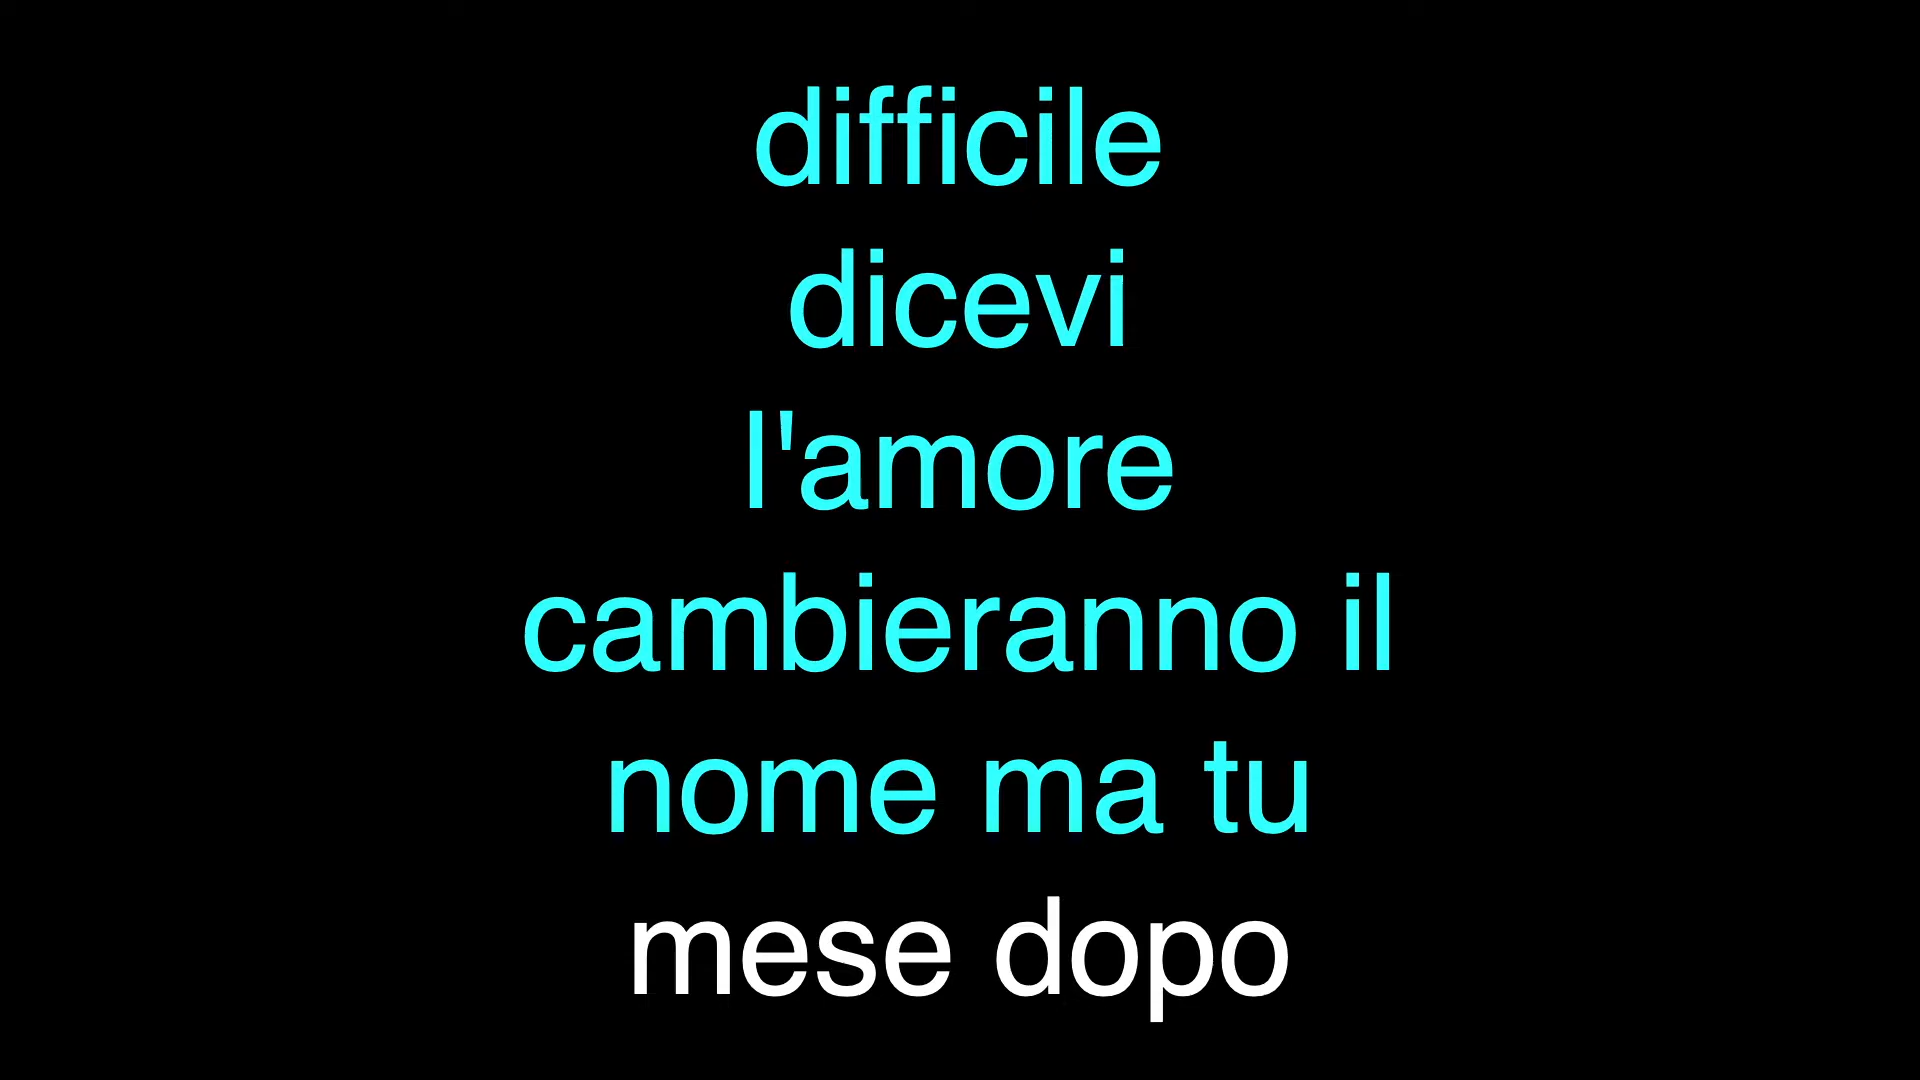 difficile
dicevi
l'amore
cambieranno il
nome ma tu
mese dopo